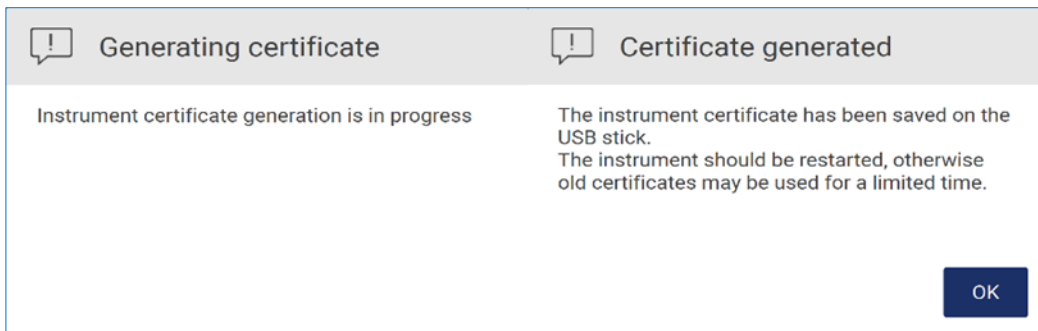 Generating certificate
Instrument certificate generation is in progress
Certificate generated
The instrument certificate has been saved on the
USB stick.
The instrument should be restarted, otherwise
old certificates may be used for a limited time.
OK